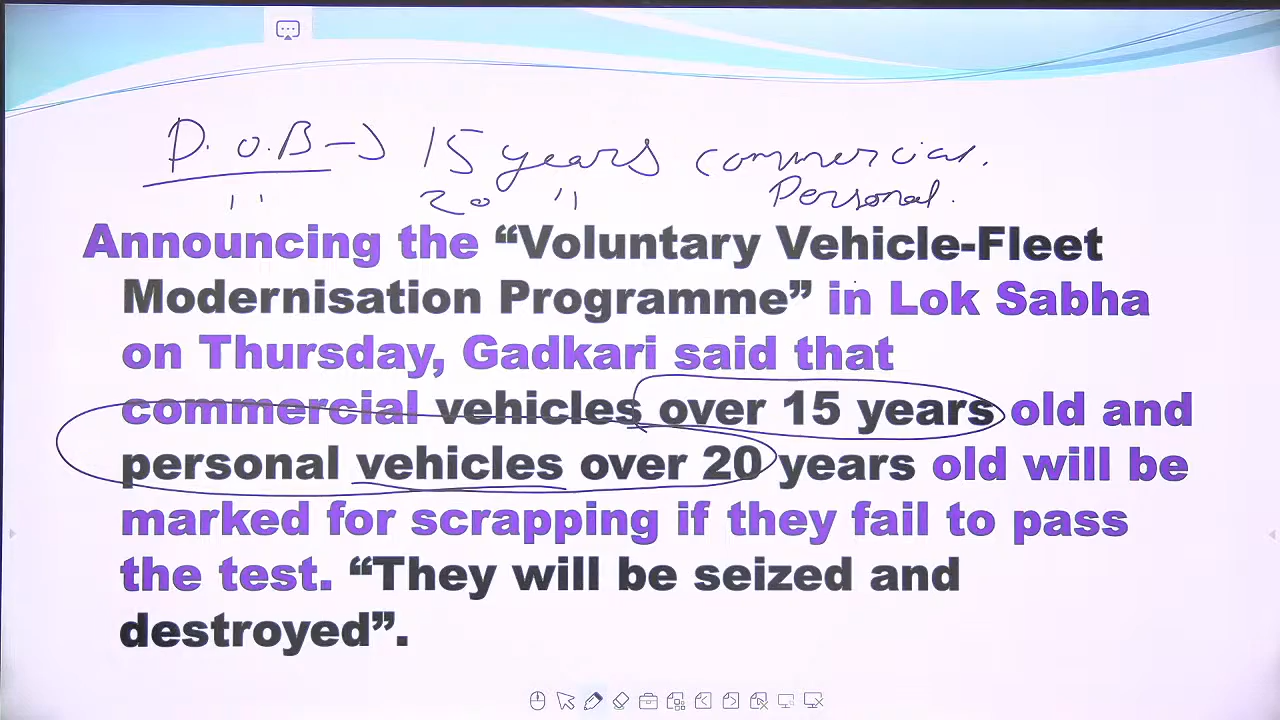 D.O.B → 15 years commercial.
" 20 " Personal.
Announcing the “Voluntary Vehicle-Fleet
Modernisation Programme” in Lok Sabha
on Thursday, Gadkari said that
commercial vehicles over 15 years old and
personal vehicles over 20 years old will be
marked for scrapping if they fail to pass
the test. “They will be seized and
destroyed”.